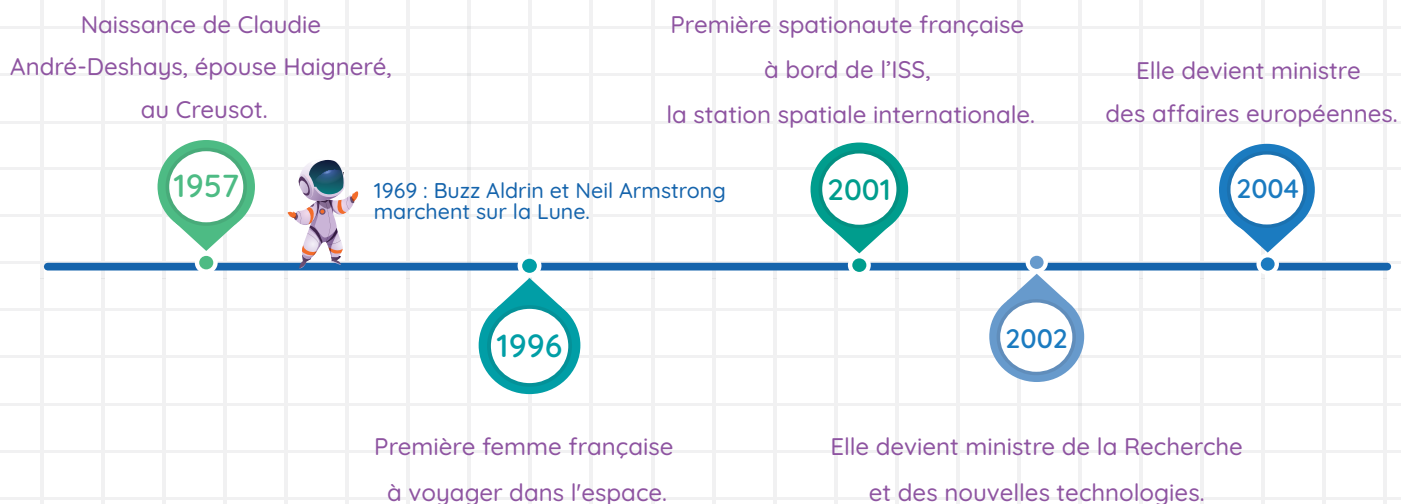 Naissance de Claudie
André-Deshays, épouse Haigneré,
au Creusot.
1957
1969 : Buzz Aldrin et Neil Armstrong
marchent sur la Lune.
1996
Première femme française
à voyager dans l'espace.
Première spationaute française
à bord de l’ISS,
la station spatiale internationale.
2001
2002
Elle devient ministre de la Recherche
et des nouvelles technologies.
Elle devient ministre
des affaires européennes.
2004